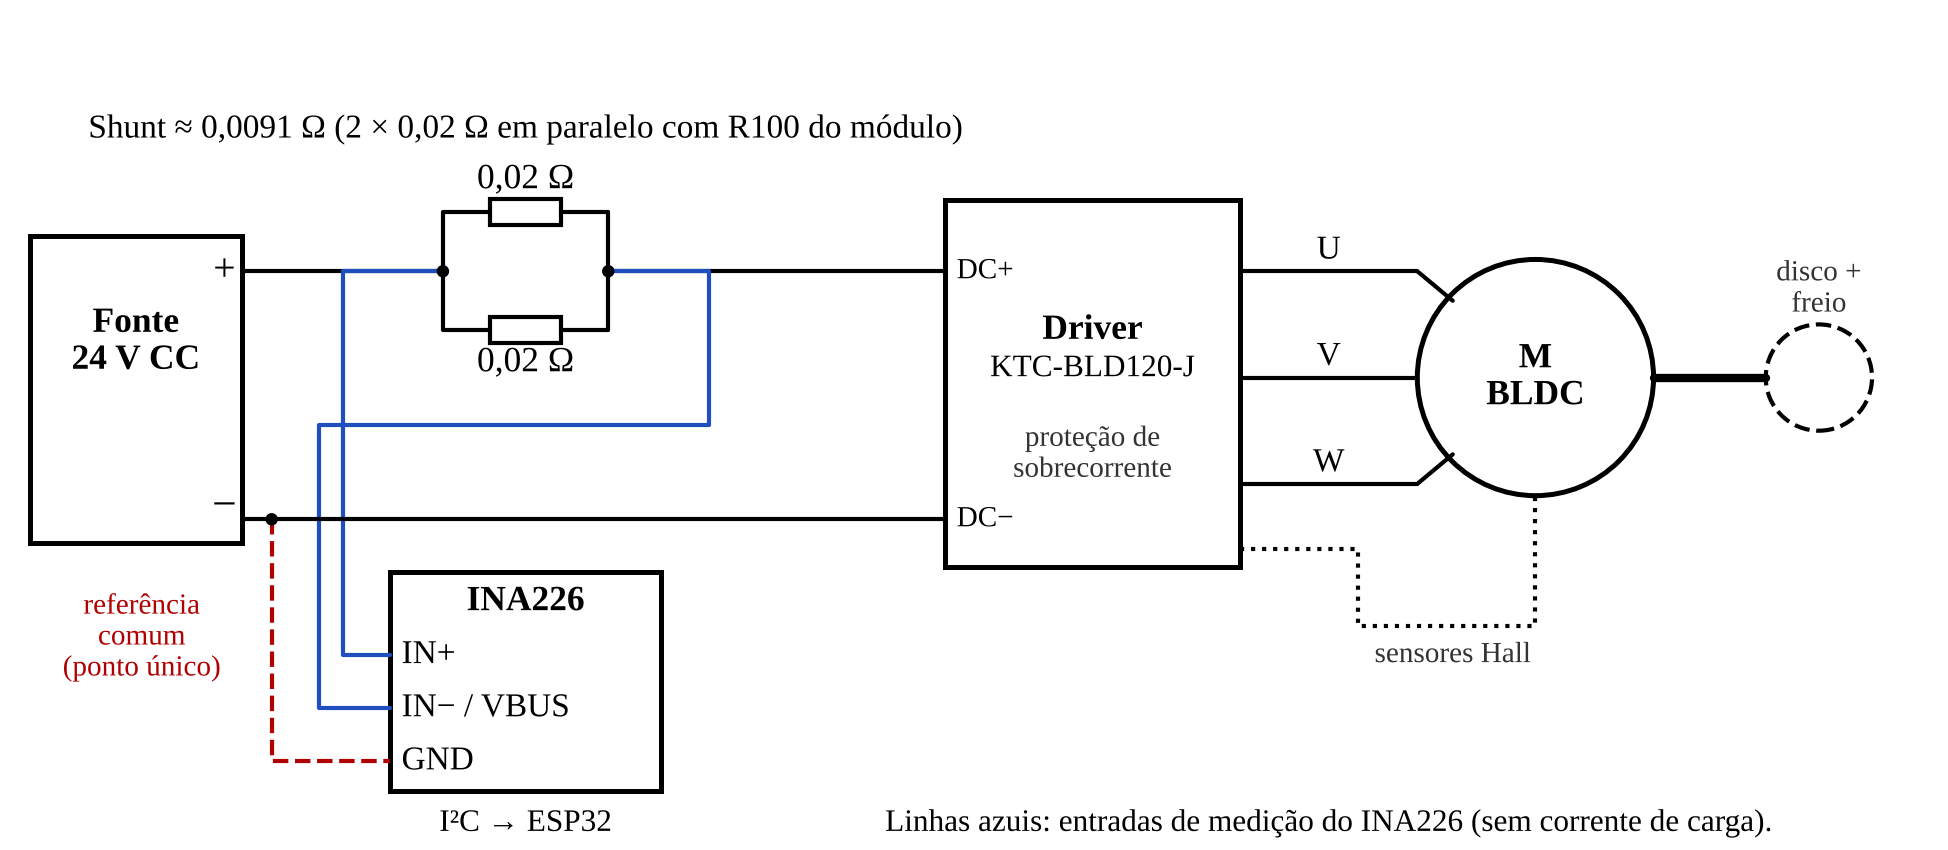 Shunt ≈ 0,0091 Ω (2 × 0,02 Ω em paralelo com R100 do módulo)
0,02 Ω
0,02 Ω
+
Fonte
24 V CC
−
DC+
Driver
KTC-BLD120-J
proteção de
sobrecorrente
DC−
U
V
W
M
BLDC
disco +
freio
sensores Hall
referência
comum
(ponto único)
INA226
IN+
IN− / VBUS
GND
I²C → ESP32
Linhas azuis: entradas de medição do INA226 (sem corrente de carga).